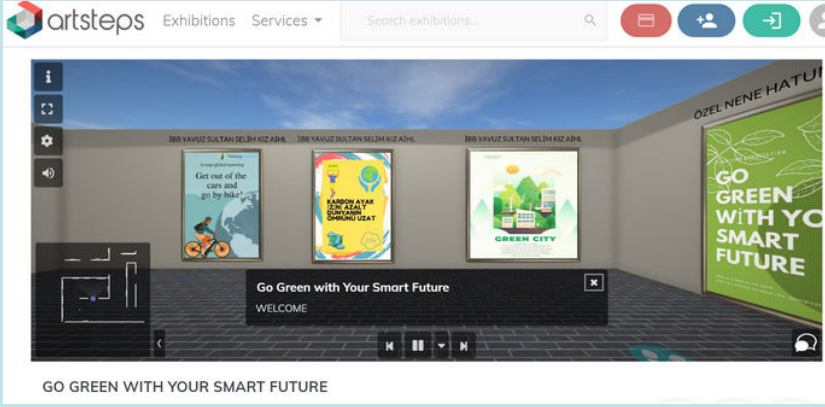 artsteps Exhibitions Services Search exhibitions...
ÖZEL NENE HATUN
İBB YAVUZ SULTAN SELİM KIZ AİHL İBB YAVUZ SULTAN SELİM KIZ AİHL İBB YAVUZ SULTAN SELİM KIZ AİHL
Get out of the
cars and
go by bike!
KARBON AYAK
İZİNİ AZALT
DÜNYANIN
ÖMRÜNÜ UZAT
GREEN CITY
GO
GREEN
WiTH YO
SMART
FUTURE
Go Green with Your Smart Future
WELCOME
GO GREEN WITH YOUR SMART FUTURE